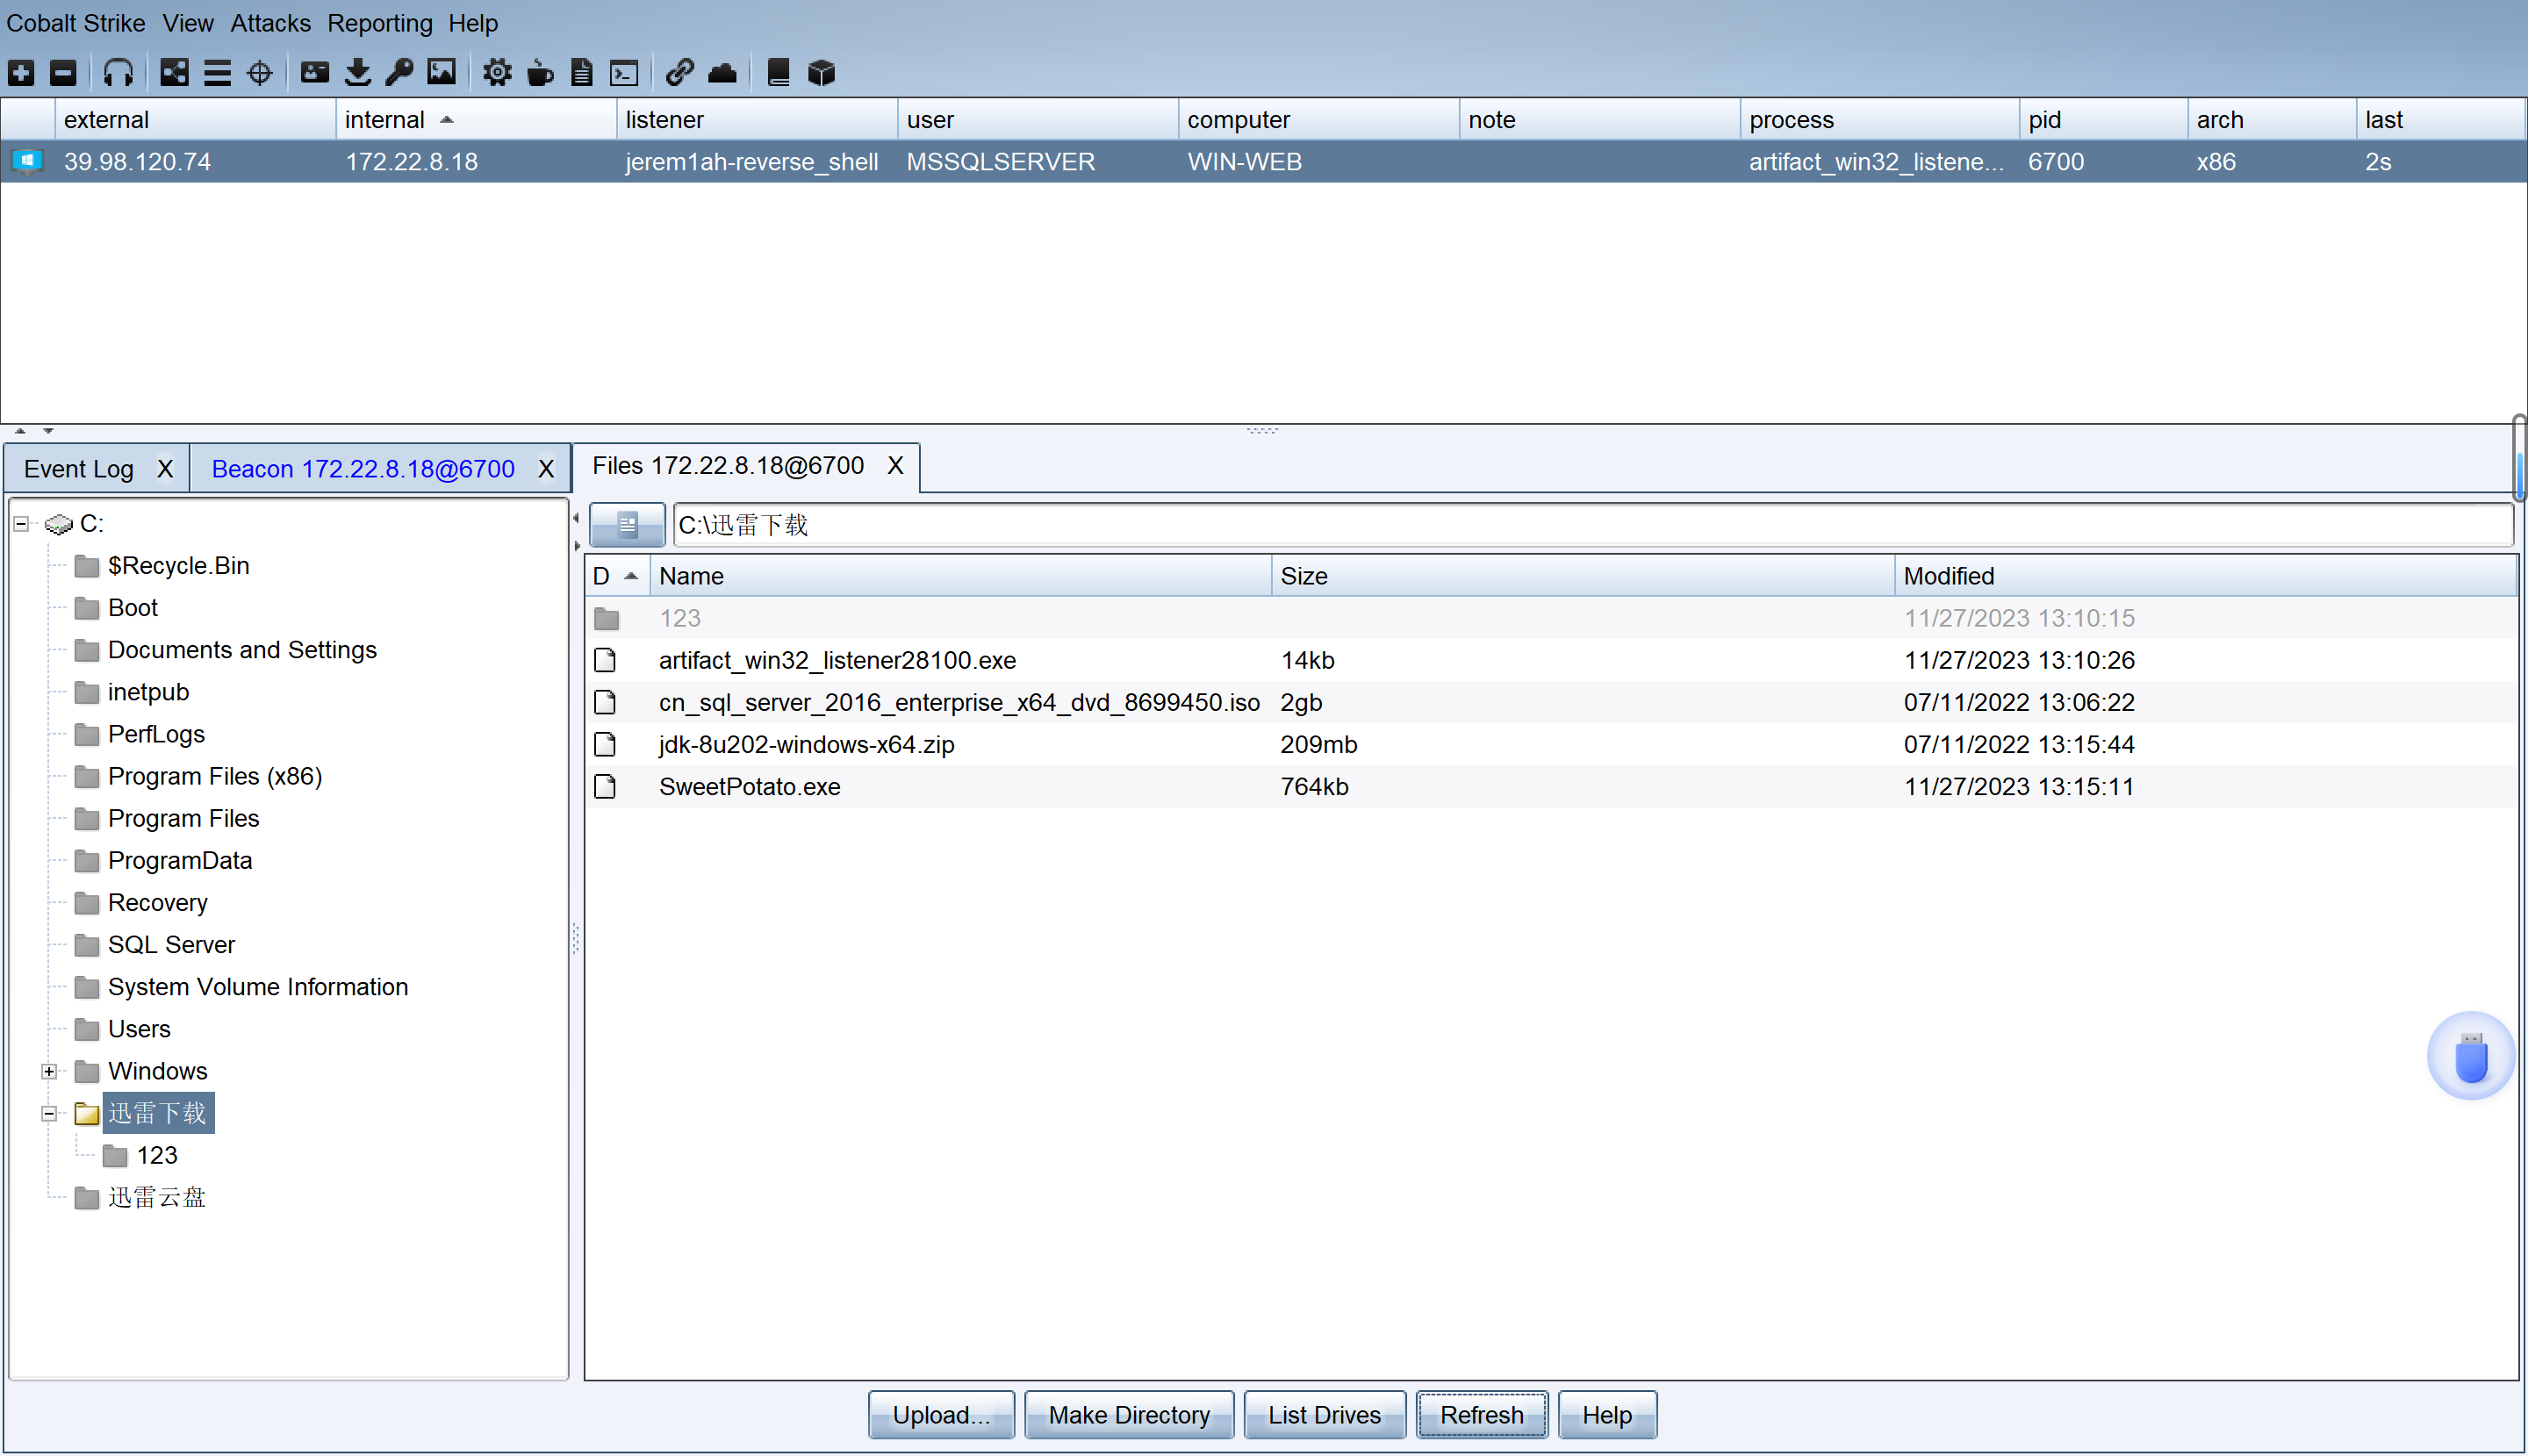 Cobalt Strike View Attacks Reporting Help
external internal listener user computer note process pid arch last
39.98.120.74 172.22.8.18 jerem1ah-reverse_shell MSSQLSERVER WIN-WEB artifact_win32_listene... 6700 x86 2s
Event Log X Beacon 172.22.8.18@6700 X Files 172.22.8.18@6700 X
C:
$Recycle.Bin
Boot
Documents and Settings
inetpub
PerfLogs
Program Files (x86)
Program Files
ProgramData
Recovery
SQL Server
System Volume Information
Users
Windows
迅雷下载
123
迅雷云盘
C:\迅雷下载
D Name Size Modified
123 11/27/2023 13:10:15
artifact_win32_listener28100.exe 14kb 11/27/2023 13:10:26
cn_sql_server_2016_enterprise_x64_dvd_8699450.iso 2gb 07/11/2022 13:06:22
jdk-8u202-windows-x64.zip 209mb 07/11/2022 13:15:44
SweetPotato.exe 764kb 11/27/2023 13:15:11
Upload... Make Directory List Drives Refresh Help